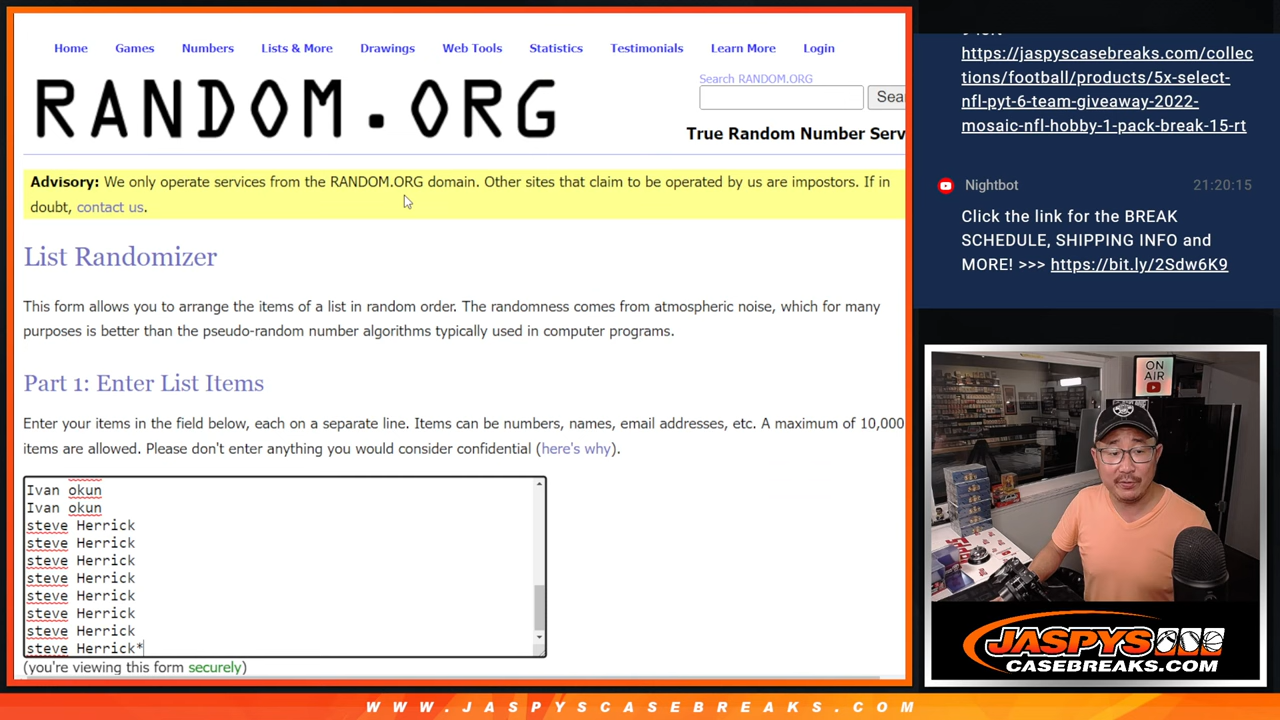 Home Games Numbers Lists & More Drawings Web Tools Statistics Testimonials Learn More Login
RANDOM.ORG
Search RANDOM.ORG
Sea
True Random Number Serv
Advisory: We only operate services from the RANDOM.ORG domain. Other sites that claim to be operated by us are impostors. If in
doubt, contact us.
List Randomizer
This form allows you to arrange the items of a list in random order. The randomness comes from atmospheric noise, which for many
purposes is better than the pseudo-random number algorithms typically used in computer programs.
Part 1: Enter List Items
Enter your items in the field below, each on a separate line. Items can be numbers, names, email addresses, etc. A maximum of 10,000
items are allowed. Please don't enter anything you would consider confidential (here's why).
Ivan okun
Ivan okun
steve Herrick
steve Herrick
steve Herrick
steve Herrick
steve Herrick
steve Herrick
steve Herrick
steve Herrick*
(you're viewing this form securely)
https://jaspyscasebreaks.com/collec
tions/football/products/5x-select-
nfl-pyt-6-team-giveaway-2022-
mosaic-nfl-hobby-1-pack-break-15-rt
Nightbot 21:20:15
Click the link for the BREAK
SCHEDULE, SHIPPING INFO and
MORE! >>> https://bit.ly/2Sdw6K9
ON
AIR
JASPYS
CASEBREAKS.COM
WWW.JASPYSCASEBREAKS.COM